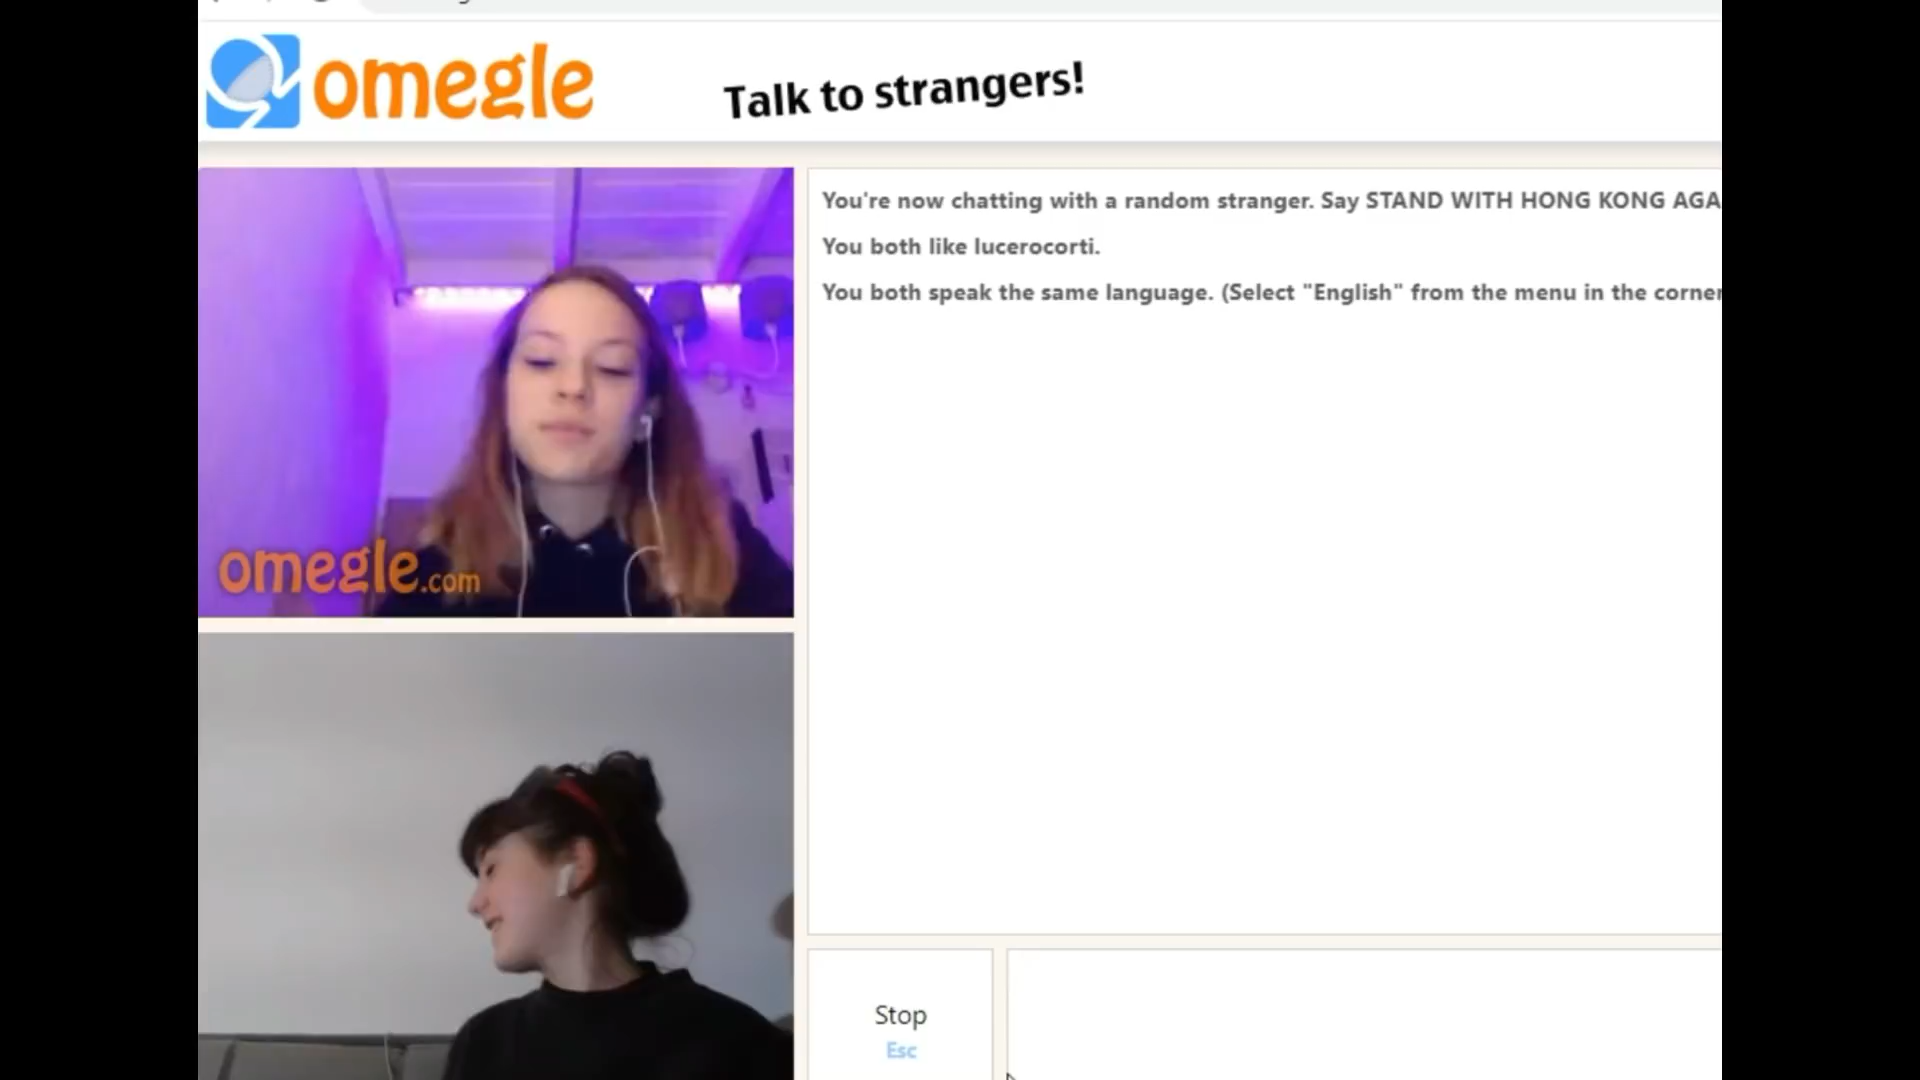 omegle
Talk to strangers!
You're now chatting with a random stranger. Say STAND WITH HONG KONG AGA
You both like lucerocorti.
You both speak the same language. (Select "English" from the menu in the corner
omegle.com
Stop
Esc